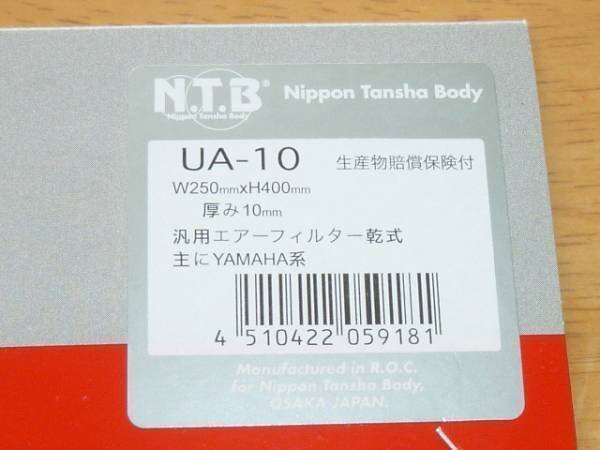 N.T.B®
Nippon Tansha Body
Nippon Tansha Body
UA-10 生産物賠償保険付
W250mmxH400mm
厚み10mm
汎用エアーフィルター乾式
主にYAMAHA系
4 510422 059181
Manufactured in R.O.C.
for Nippon Tansha Body,
OSAKA JAPAN.